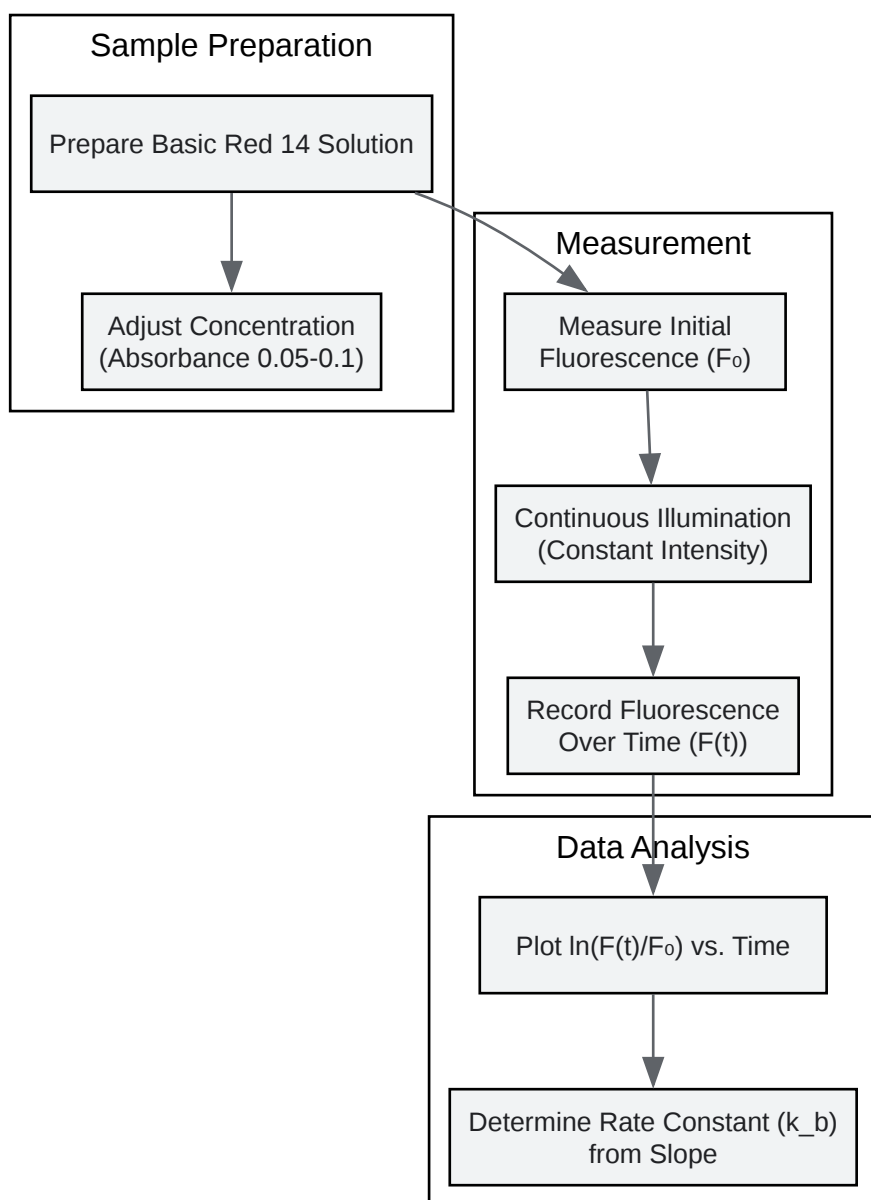 Sample Preparation
Prepare Basic Red 14 Solution
Adjust Concentration
(Absorbance 0.05-0.1)
Measurement
Measure Initial
Fluorescence (F₀)
Continuous Illumination
(Constant Intensity)
Record Fluorescence
Over Time (F(t))
Data Analysis
Plot ln(F(t)/F₀) vs. Time
Determine Rate Constant (k_b)
from Slope